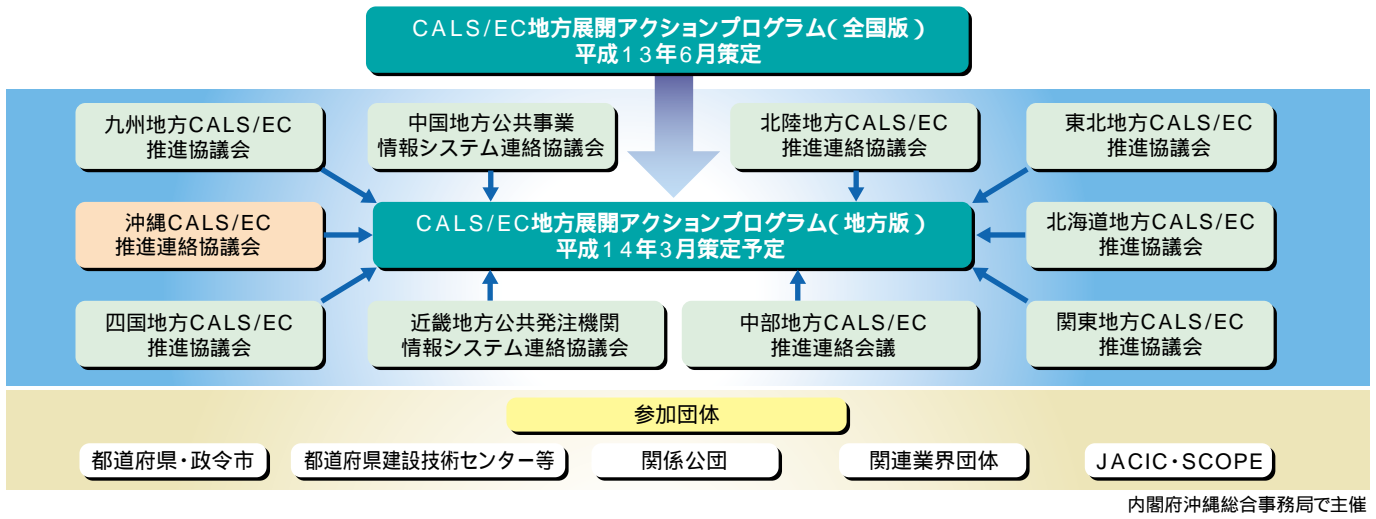 CALS/EC地方展開アクションプログラム(全国版)
平成13年6月策定
九州地方CALS/EC
推進協議会
中国地方公共事業
情報システム連絡協議会
北陸地方CALS/EC
推進連絡協議会
東北地方CALS/EC
推進協議会
沖縄CALS/EC
推進連絡協議会
CALS/EC地方展開アクションプログラム(地方版)
平成14年3月策定予定
北海道地方CALS/EC
推進協議会
四国地方CALS/EC
推進協議会
近畿地方公共発注機関
情報システム連絡協議会
中部地方CALS/EC
推進連絡会議
関東地方CALS/EC
推進協議会
参加団体
都道府県・政令市
都道府県建設技術センター等
関係公団
関連業界団体
JACIC・SCOPE
内閣府沖縄総合事務局で主催